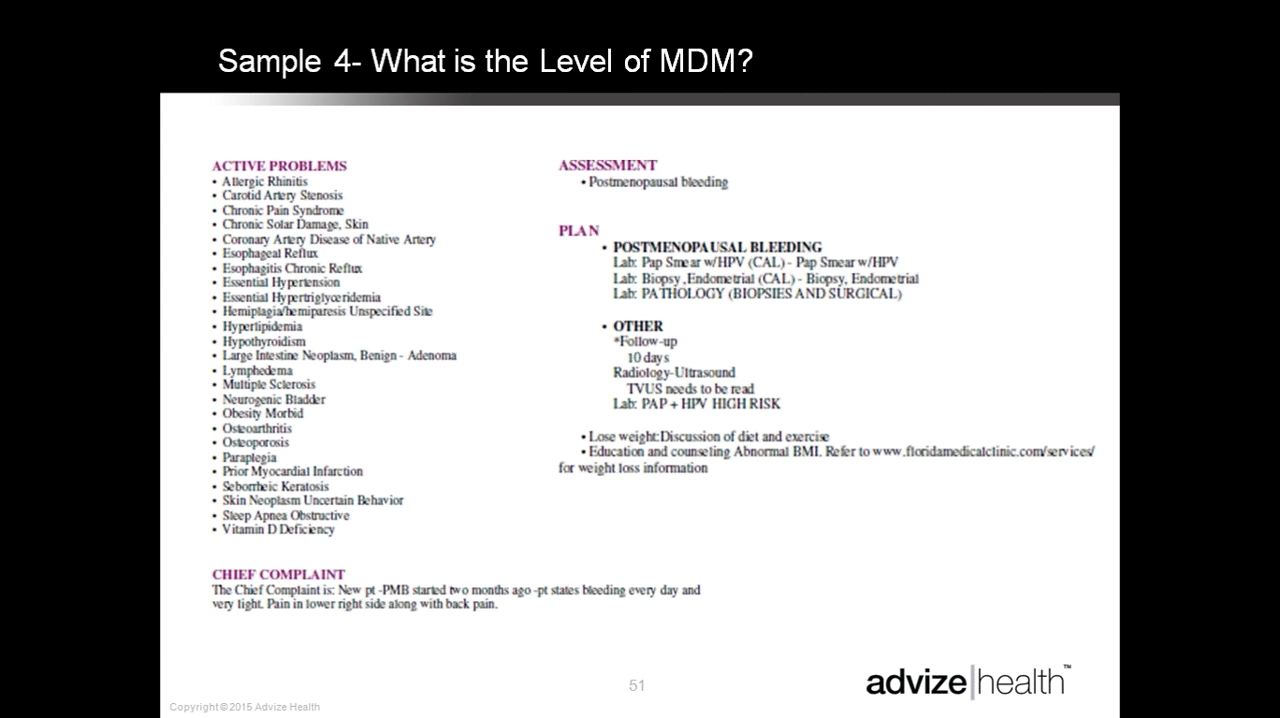 Sample 4- What is the Level of MDM?
ACTIVE PROBLEMS
• Allergic Rhinitis
• Carotid Artery Stenosis
• Chronic Pain Syndrome
• Chronic Solar Damage, Skin
• Coronary Artery Disease of Native Artery
• Esophageal Reflux
• Esophagitis Chronic Reflux
• Essential Hypertension
• Essential Hypertriglyceridemia
• Hemiplagia/hemiparesis Unspecified Site
• Hyperlipidemia
• Hypothyroidism
• Large Intestine Neoplasm, Benign - Adenoma
• Lymphedema
• Multiple Sclerosis
• Neurogenic Bladder
• Obesity Morbid
• Osteoarthritis
• Osteoporosis
• Paraplegia
• Prior Myocardial Infarction
• Seborrheic Keratosis
• Skin Neoplasm Uncertain Behavior
• Sleep Apnea Obstructive
• Vitamin D Deficiency
CHIEF COMPLAINT
The Chief Complaint is: New pt -PMB started two months ago -pt states bleeding every day and
very light. Pain in lower right side along with back pain.
ASSESSMENT
• Postmenopausal bleeding
PLAN
• POSTMENOPAUSAL BLEEDING
Lab: Pap Smear w/HPV (CAL) - Pap Smear w/HPV
Lab: Biopsy ,Endometrial (CAL) - Biopsy, Endometrial
Lab: PATHOLOGY (BIOPSIES AND SURGICAL)
• OTHER
*Follow-up
10 days
Radiology-Ultrasound
TVUS needs to be read
Lab: PAP + HPV HIGH RISK
• Lose weight:Discussion of diet and exercise
• Education and counseling Abnormal BMI. Refer to www.floridamedicalclinic.com/services/
for weight loss information
51
advize|health™
Copyright©2015 Advize Health